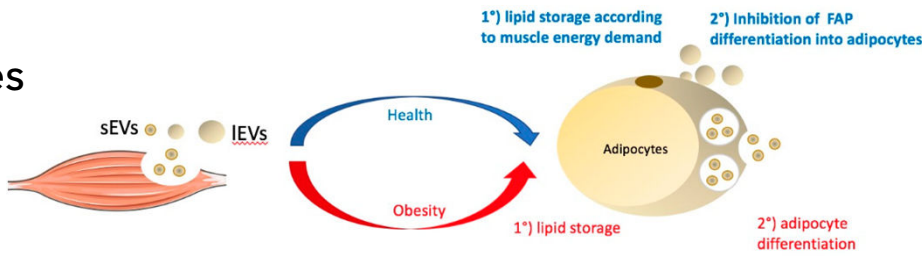 1°) lipid storage according
to muscle energy demand
2°) Inhibition of FAP
differentiation into adipocytes
es
sEVs
lEVs
Health
Adipocytes
Obesity
1°) lipid storage
2°) adipocyte
differentiation